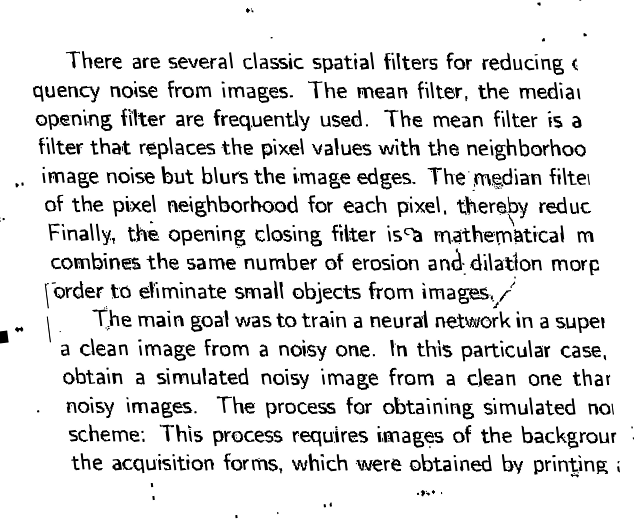 There are several classic spatial filters for reducing
quency noise from images. The mean filter, the media
opening filter are frequently used. The mean filter is a
filter that replaces the pixel values with the neighborhoo
image noise but blurs the image edges. The median filte
of the pixel neighborhood for each pixel, thereby reduc
Finally, the opening closing filter is a mathematical m
combines the same number of erosion and dilation morp
order to eliminate small objects from images.
The main goal was to train a neural network in a super
a clean image from a noisy one. In this particular case,
obtain a simulated noisy image from a clean one than
noisy images. The process for obtaining simulated noi
scheme: This process requires images of the backgrour
the acquisition forms, which were obtained by printing